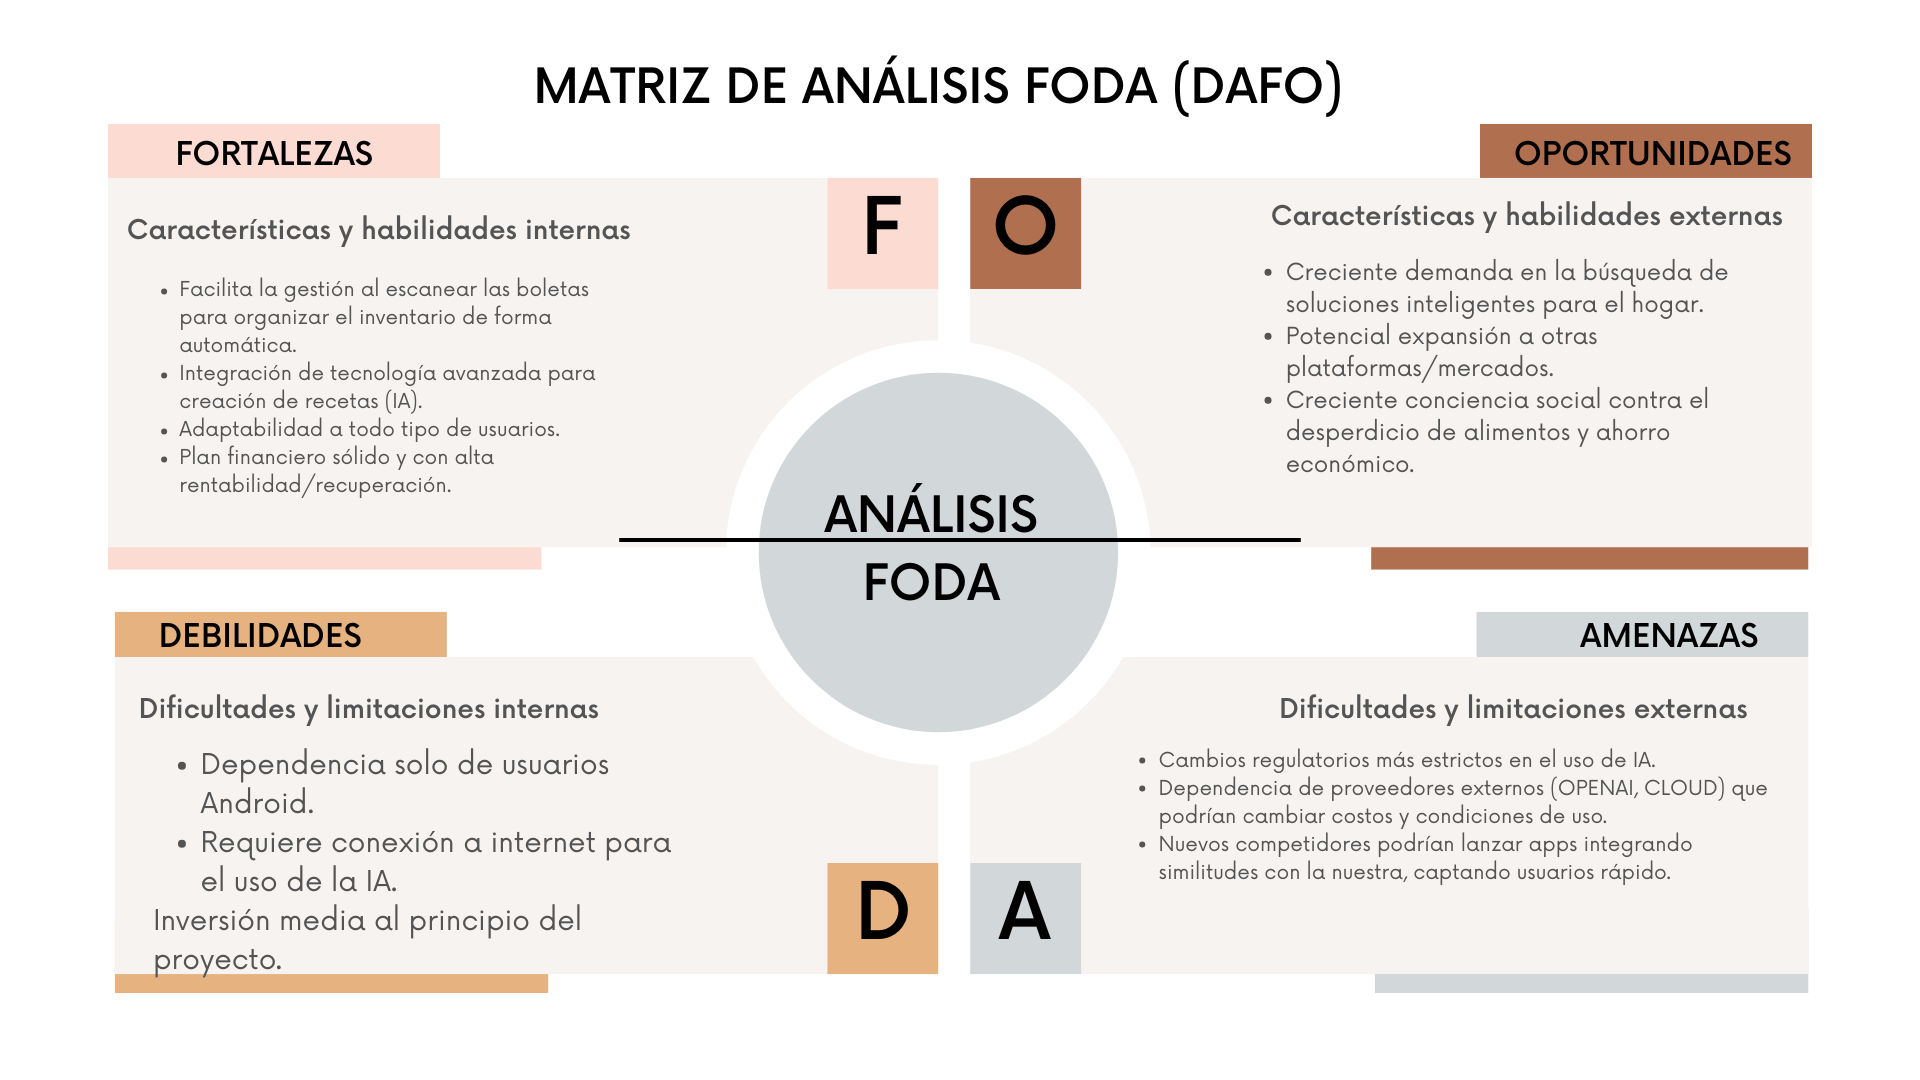 MATRIZ DE ANÁLISIS FODA (DAFO)
FORTALEZAS
F
Características y habilidades internas
Facilita la gestión al escanear las boletas
para organizar el inventario de forma
automática.
Integración de tecnología avanzada para
creación de recetas (IA).
Adaptabilidad a todo tipo de usuarios.
Plan financiero sólido y con alta
rentabilidad/recuperación.
OPORTUNIDADES
O
Características y habilidades externas
Creciente demanda en la búsqueda de
soluciones inteligentes para el hogar.
Potencial expansión a otras
plataformas/mercados.
Creciente conciencia social contra el
desperdicio de alimentos y ahorro
económico.
ANÁLISIS
FODA
DEBILIDADES
Dificultades y limitaciones internas
Dependencia solo de usuarios
Android.
Requiere conexión a internet para
el uso de la IA.
Inversión media al principio del
proyecto.
D
AMENAZAS
Dificultades y limitaciones externas
Cambios regulatorios más estrictos en el uso de IA.
Dependencia de proveedores externos (OPENAI, CLOUD) que
podrían cambiar costos y condiciones de uso.
Nuevos competidores podrían lanzar apps integrando
similitudes con la nuestra, captando usuarios rápido.
A